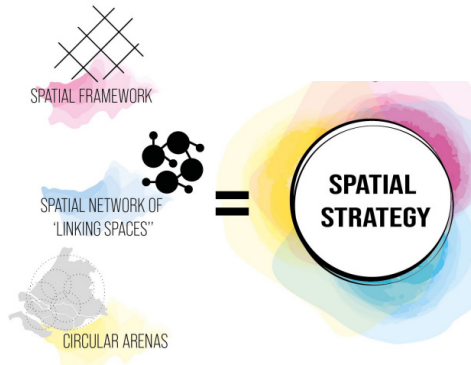 SPATIAL FRAMEWORK
SPATIAL NETWORK OF
'LINKING SPACES"
CIRCULAR ARENAS
=
SPATIAL
STRATEGY